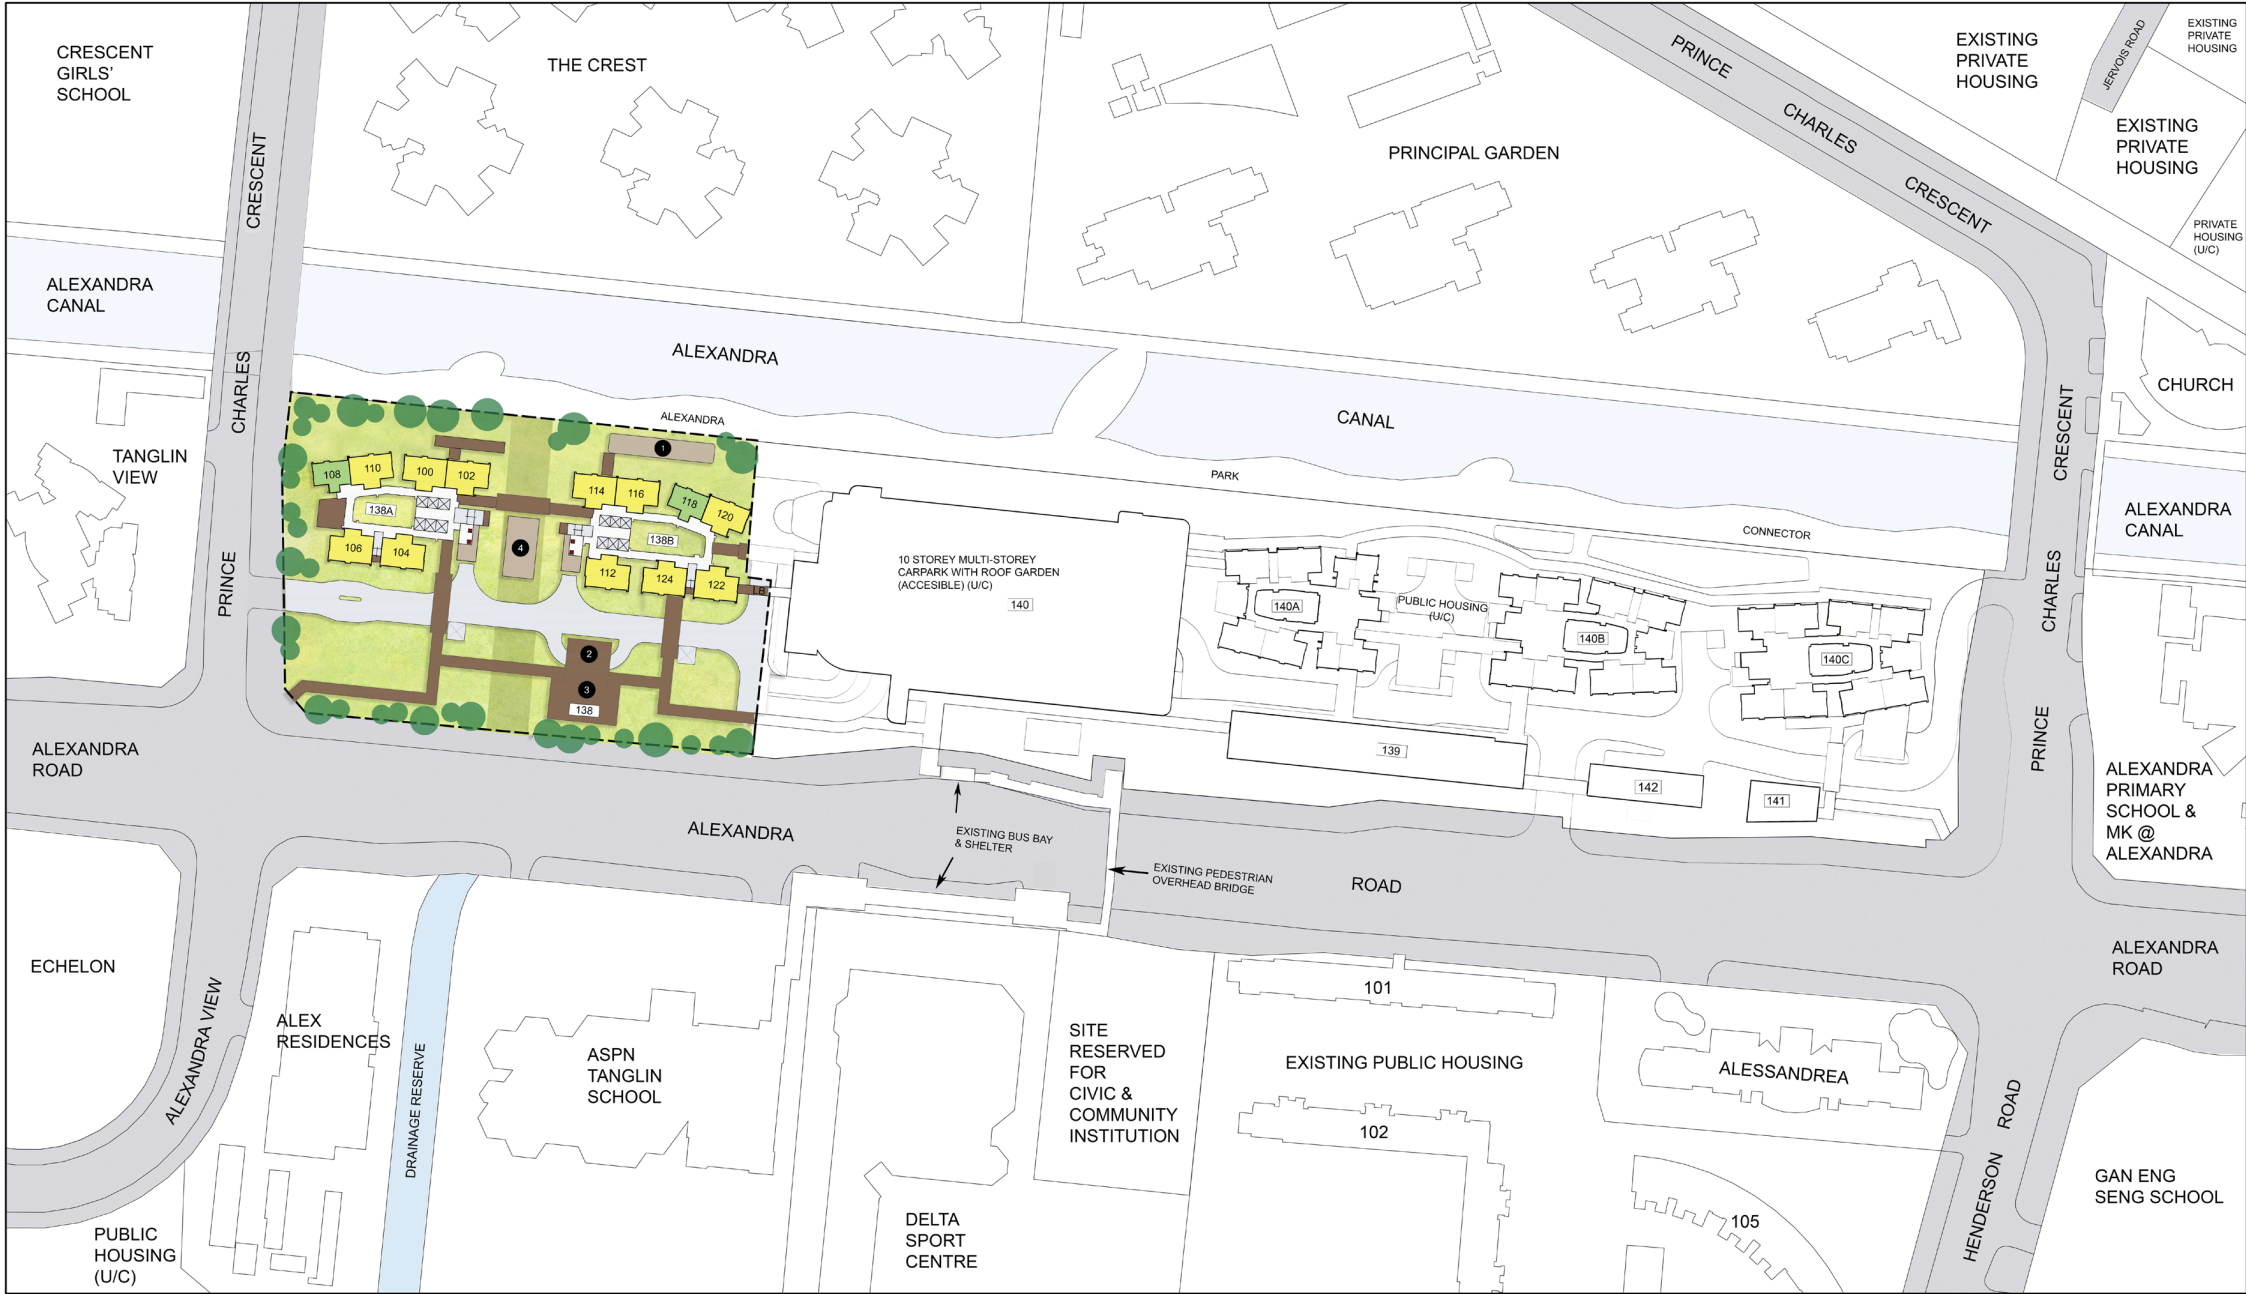 CRESCENT
GIRLS'
SCHOOL
THE CREST
CRESCENT
PRINCIPAL GARDEN
PRINCE
CHARLES
CRESCENT
EXISTING
PRIVATE
HOUSING
JERVOIS ROAD
EXISTING
PRIVATE
HOUSING
EXISTING
PRIVATE
HOUSING
PRIVATE
HOUSING
(U/C)
ALEXANDRA
CANAL
ALEXANDRA
CANAL
CHARLES
PRINCE
TANGLIN
VIEW
ALEXANDRA
PARK
CONNECTOR
CHURCH
CRESCENT
CHARLES
PRINCE
ALEXANDRA
CANAL
1
108
110
100
102
114
116
118
120
138A
138B
4
106
104
112
124
122
LB
2
3
138
10 STOREY MULTI-STOREY
CARPARK WITH ROOF GARDEN
(ACCESIBLE) (U/C)
140
140A
PUBLIC HOUSING
(U/C)
140B
140C
139
142
141
ALEXANDRA
ROAD
ALEXANDRA
EXISTING BUS BAY
& SHELTER
EXISTING PEDESTRIAN
OVERHEAD BRIDGE
ROAD
ALEXANDRA
PRIMARY
SCHOOL &
MK @
ALEXANDRA
ALEXANDRA
ROAD
ECHELON
ALEXANDRA VIEW
ALEX
RESIDENCES
DRAINAGE RESERVE
ASPN
TANGLIN
SCHOOL
SITE
RESERVED
FOR
CIVIC &
COMMUNITY
INSTITUTION
101
EXISTING PUBLIC HOUSING
102
ALESSANDREA
105
HENDERSON
ROAD
GAN ENG
SENG SCHOOL
PUBLIC
HOUSING
(U/C)
DELTA
SPORT
CENTRE